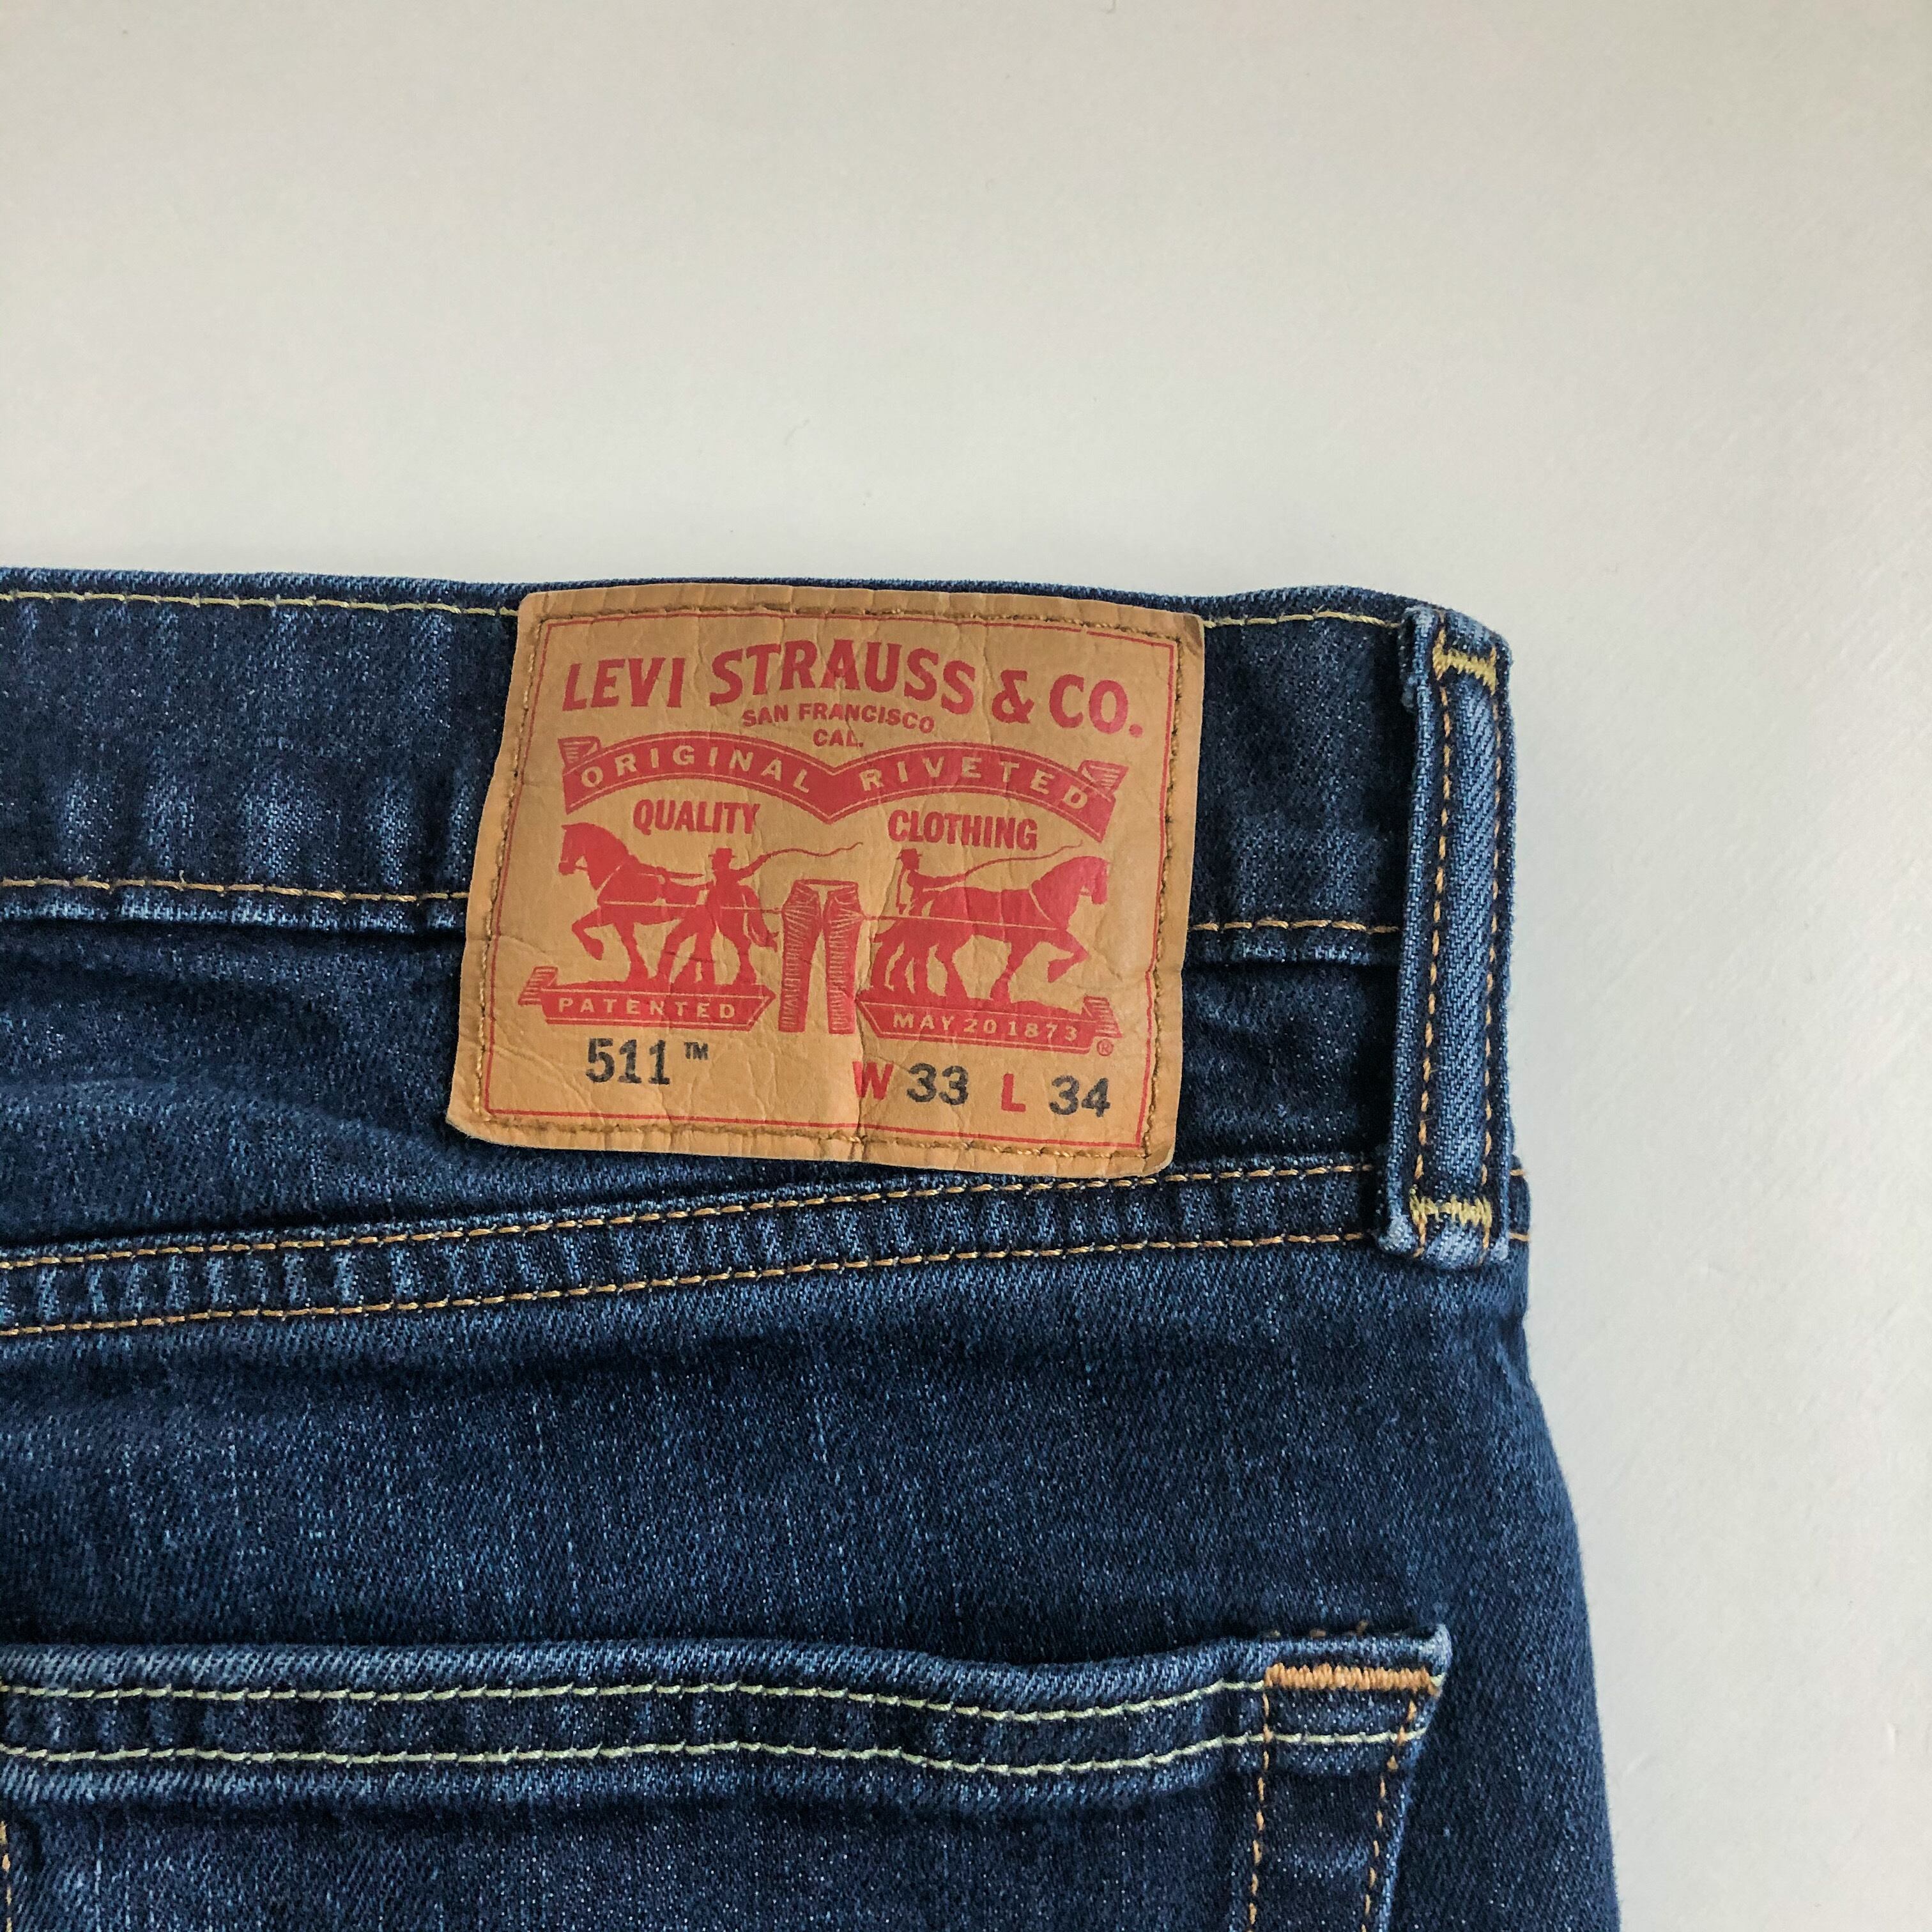 LEVI STRAUSS & CO.
SAN FRANCISCO
CAL.
ORIGINAL RIVETED
QUALITY CLOTHING
PATENTED MAY 20 1873 ®
511™ W 33 L 34